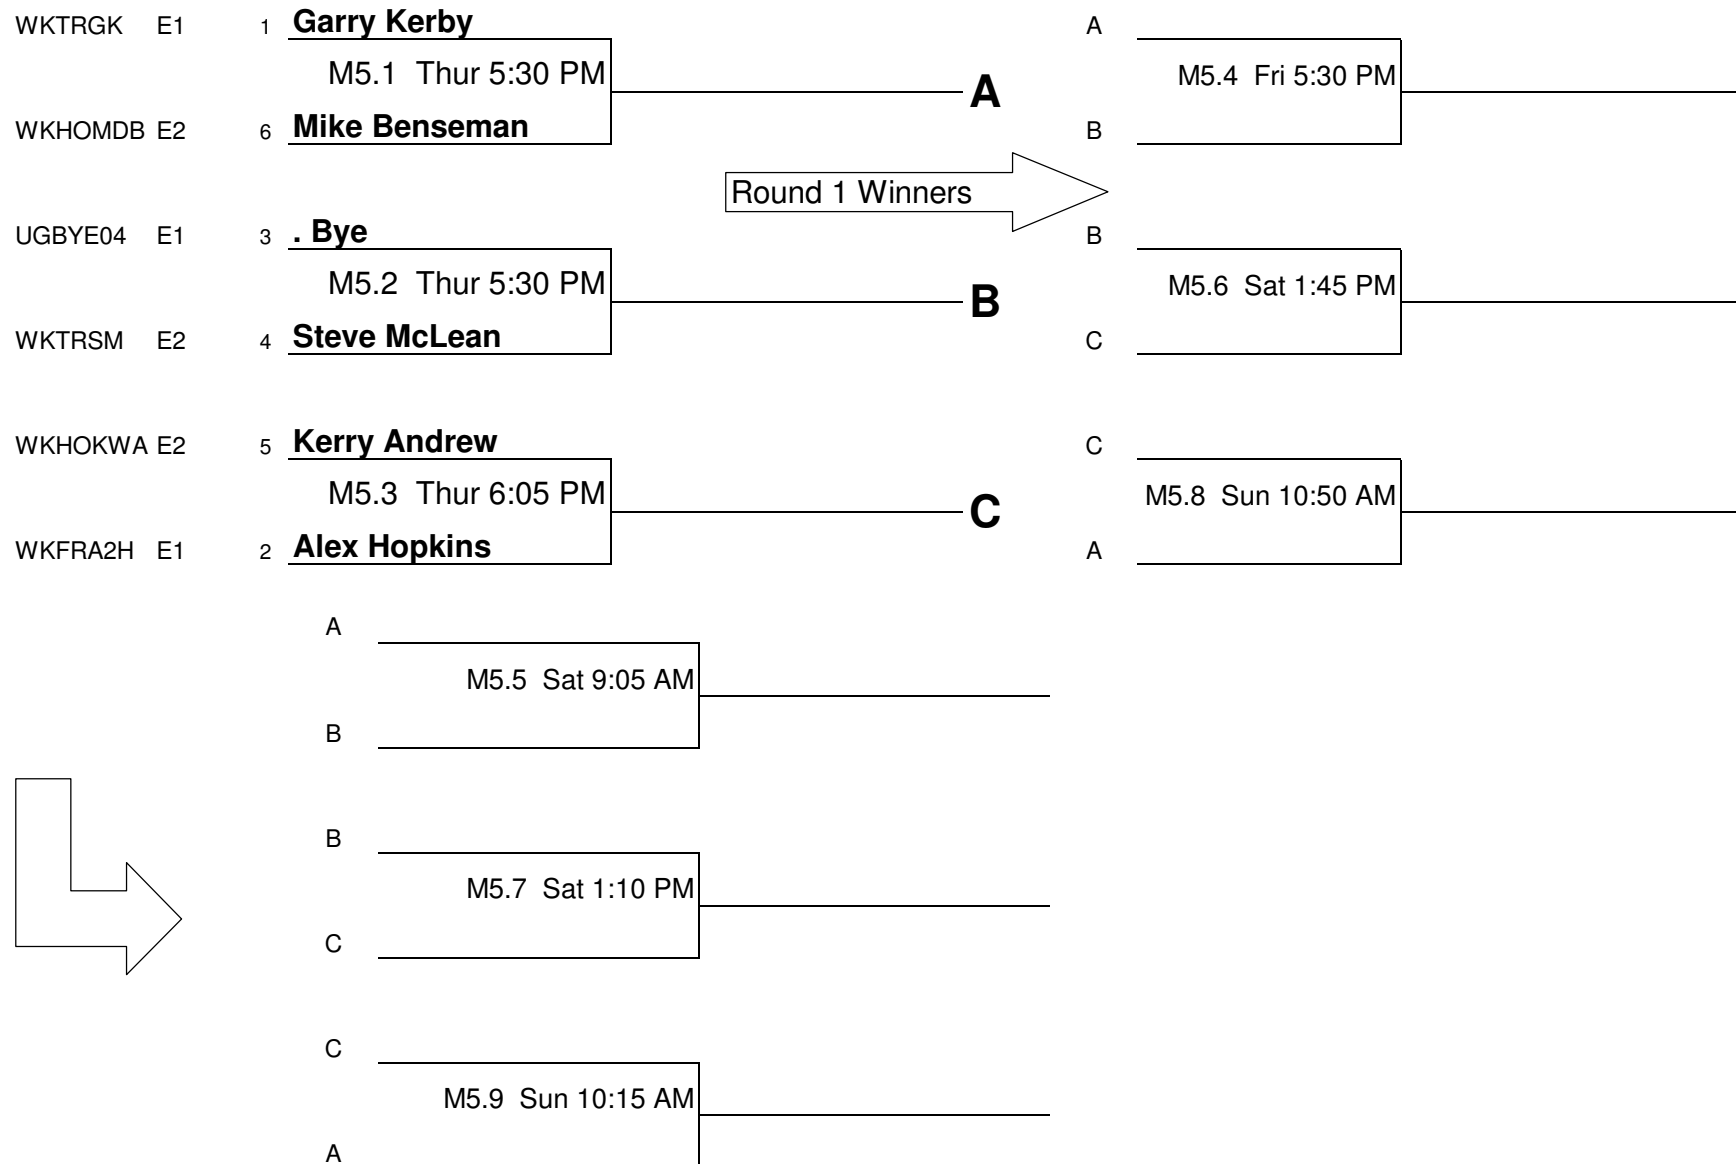 WKTRGK E1 1 Garry Kerby A
M5.1 Thur 5:30 PM A M5.4 Fri 5:30 PM
WKHOMDB E2 6 Mike Benseman B
Round 1 Winners
UGBYE04 E1 3 . Bye B
M5.2 Thur 5:30 PM B M5.6 Sat 1:45 PM
WKTRSM E2 4 Steve McLean C
WKHOKWA E2 5 Kerry Andrew C
M5.3 Thur 6:05 PM C M5.8 Sun 10:50 AM
WKFRA2H E1 2 Alex Hopkins A
A
M5.5 Sat 9:05 AM
B
B
M5.7 Sat 1:10 PM
C
C
M5.9 Sun 10:15 AM
A